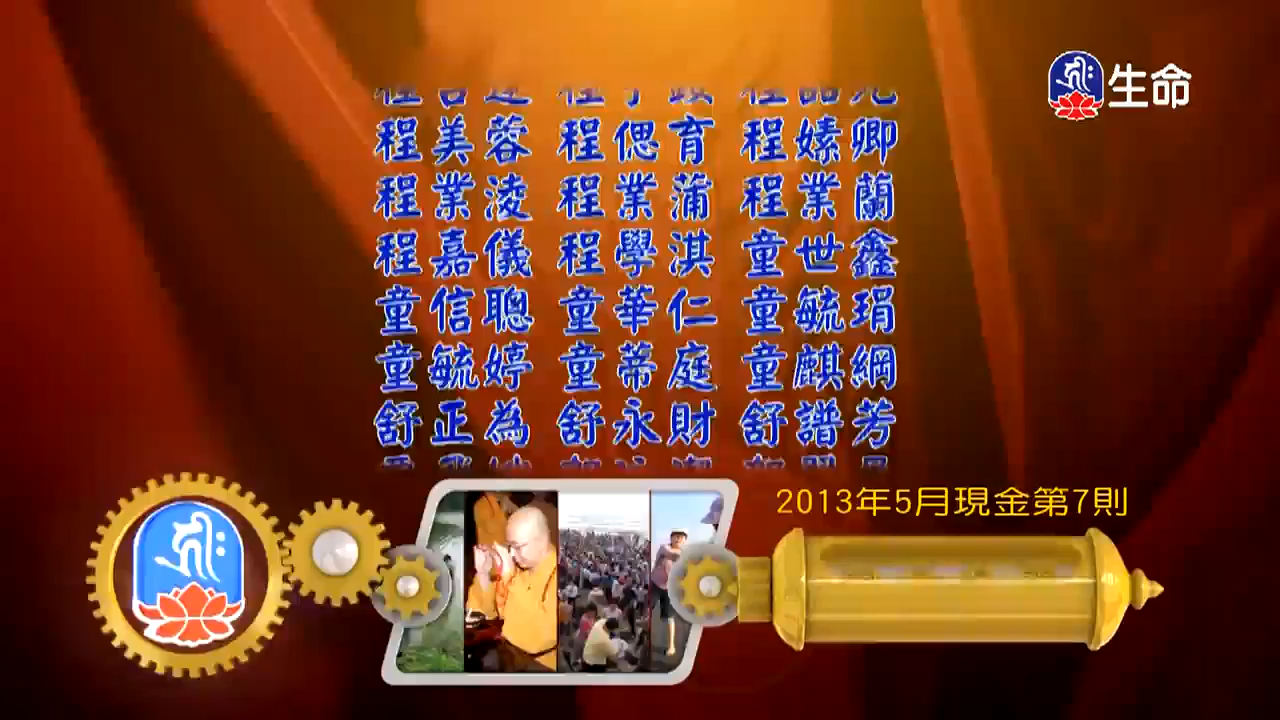 生命
程美蓉 程偲育 程嫊卿
程業淩 程業蒲 程業蘭
程嘉儀 程學淇 童世鑫
童信聰 童華仁 童毓琄
童毓婷 童蒂庭 童麒綱
舒正為 舒永財 舒譜芳
2013年5月現金第7則